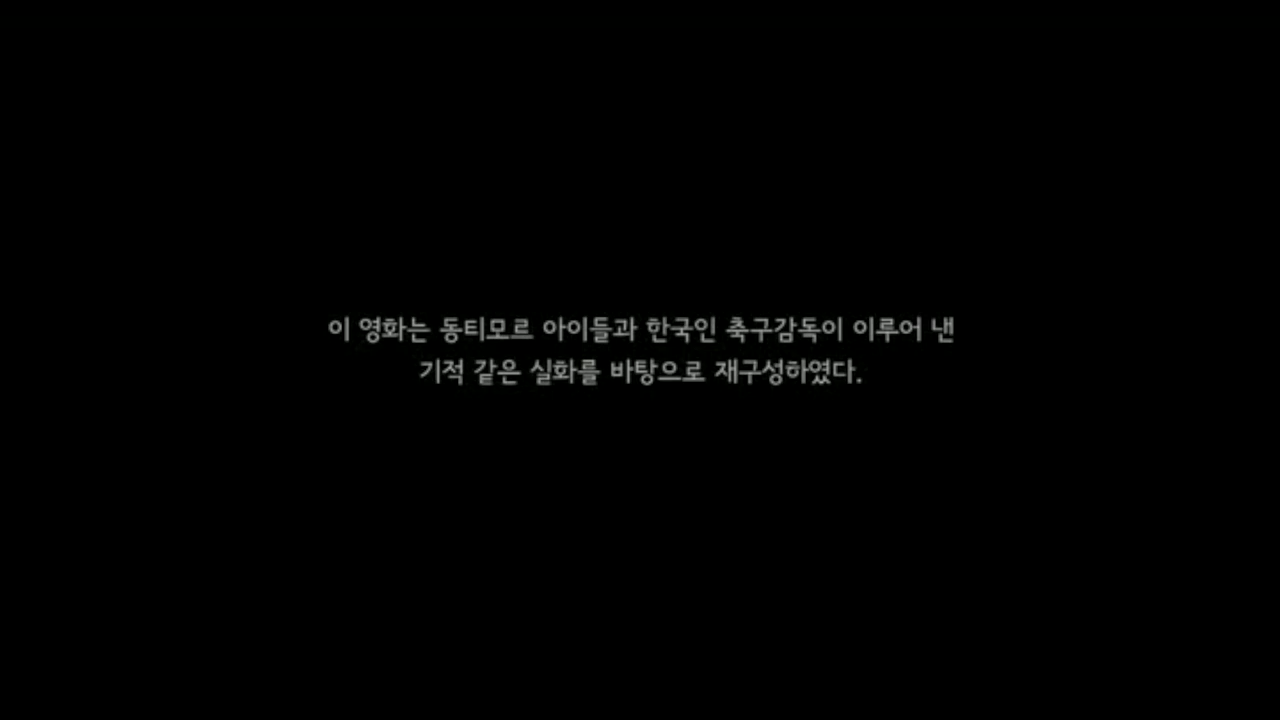 이 영화는 동티모르 아이들과 한국인 축구감독이 이루어 낸
기적 같은 실화를 바탕으로 재구성하였다.